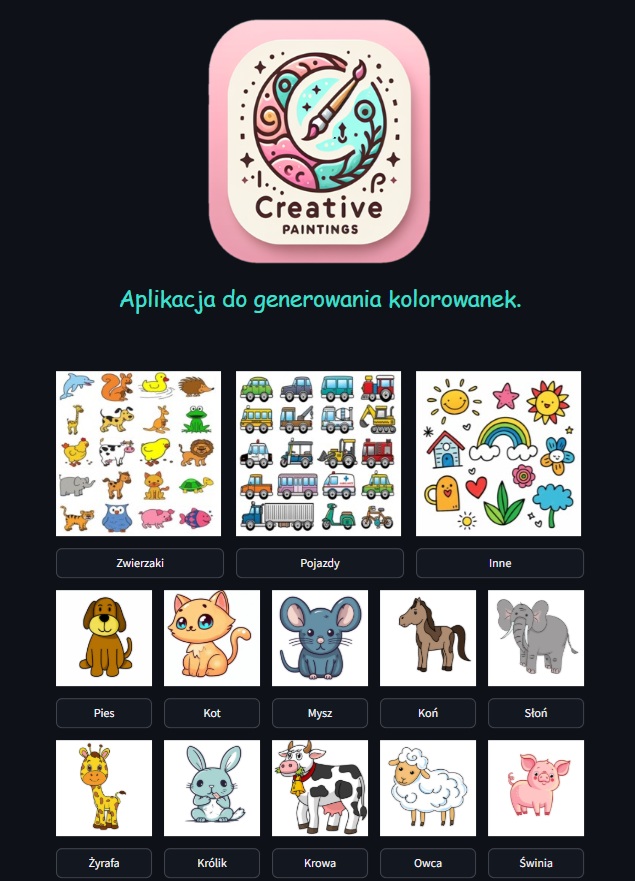 Creative
PAINTINGS
Aplikacja do generowania kolorowanek.
Zwierzaki
Pojazdy
Inne
Pies
Kot
Mysz
Koń
Słoń
Żyrafa
Królik
Krowa
Owca
Świnia